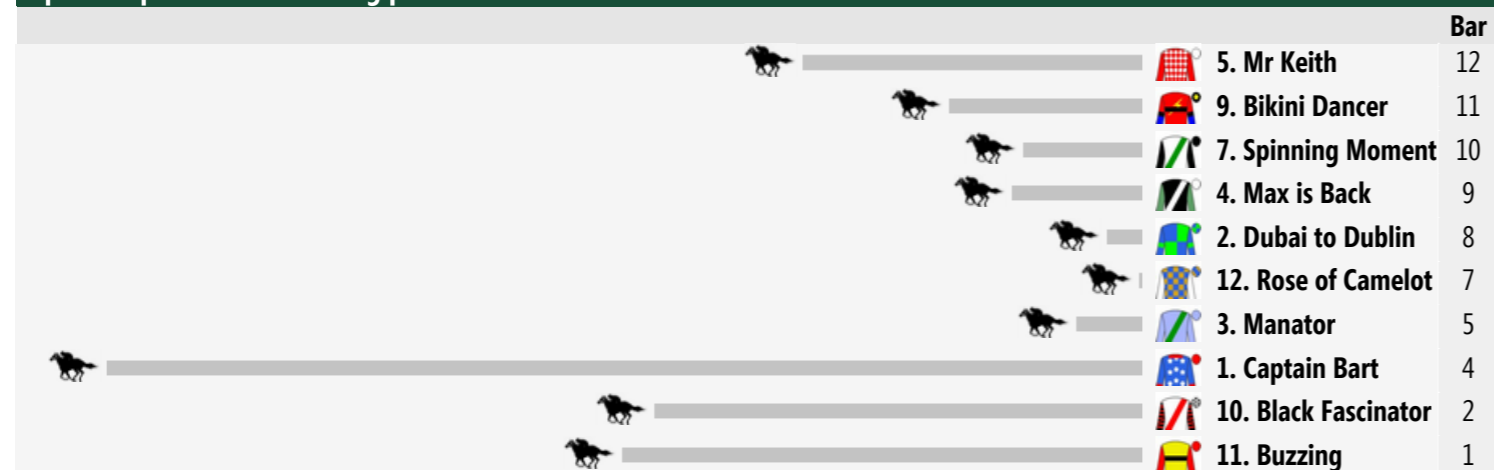 Bar
5. Mr Keith 12
9. Bikini Dancer 11
7. Spinning Moment 10
4. Max is Back 9
2. Dubai to Dublin 8
12. Rose of Camelot 7
3. Manator 5
1. Captain Bart 4
10. Black Fascinator 2
11. Buzzing 1